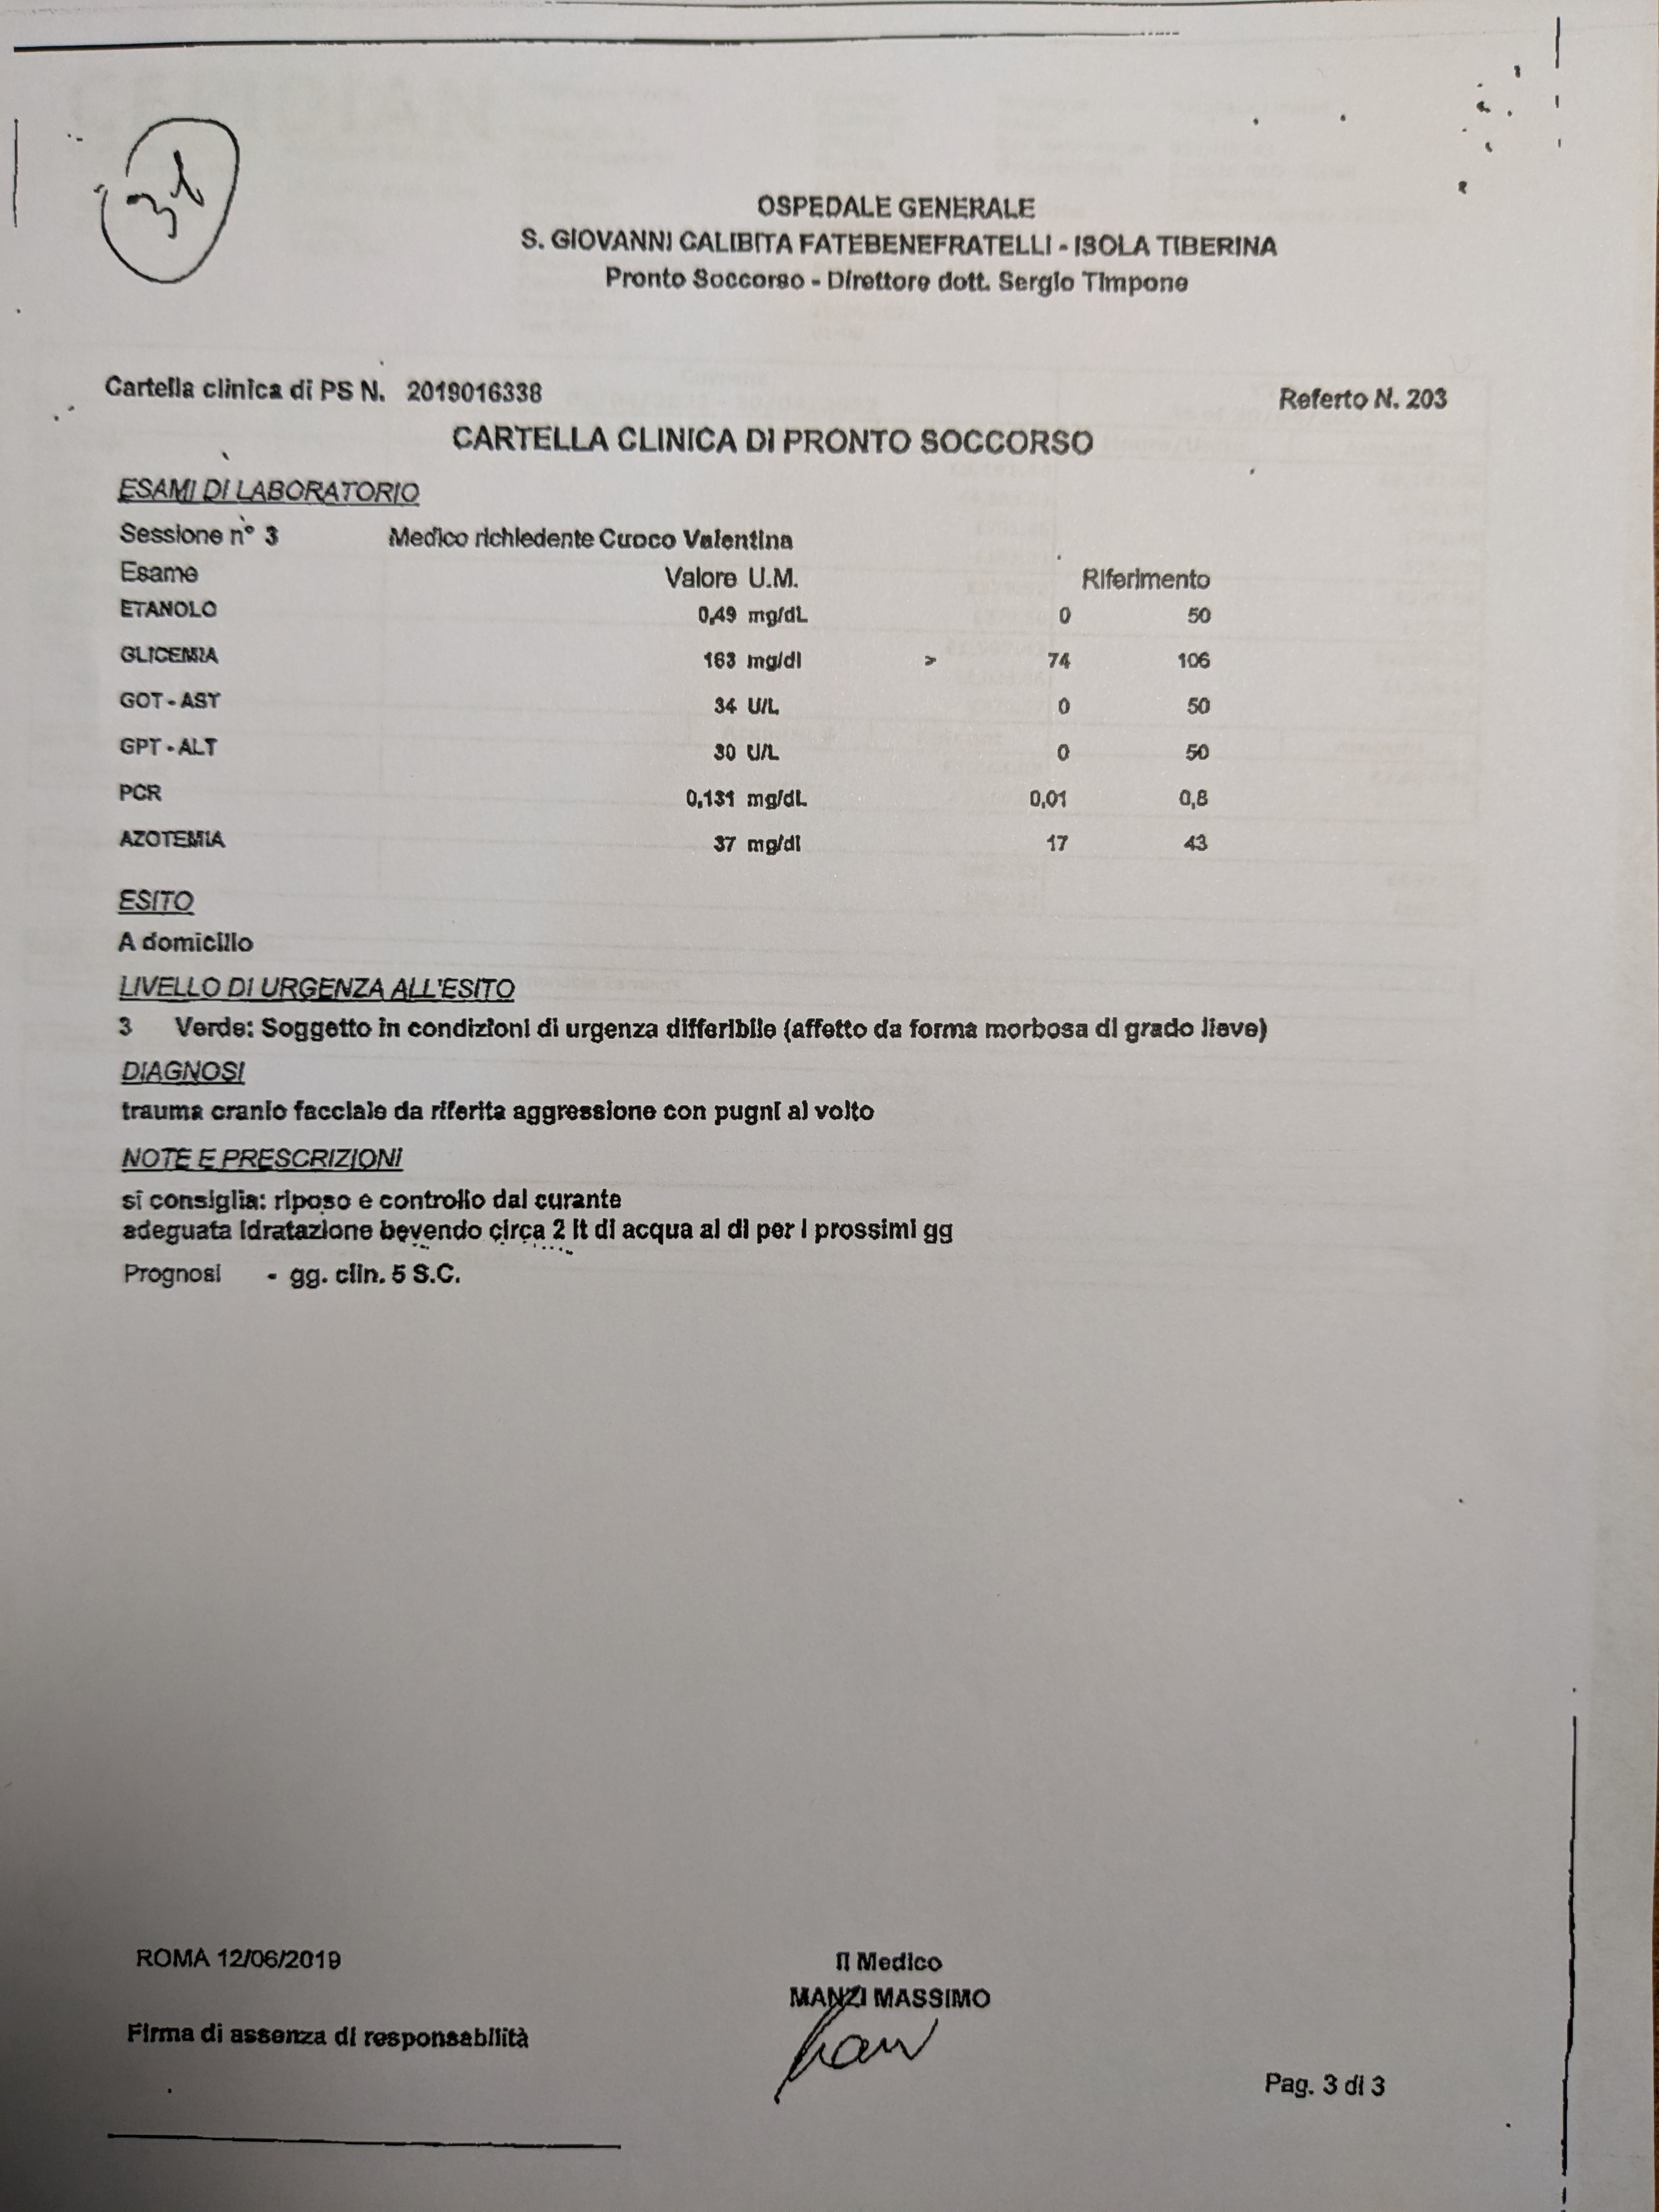 OSPEDALE GENERALE
S. GIOVANNI CALIBITA FATEBENEFRATELLI - ISOLA TIBERINA
Pronto Soccorso - Direttore dott. Sergio Timpone
Cartella clinica di PS N. 2019016338 Referto N. 203
CARTELLA CLINICA DI PRONTO SOCCORSO
ESAMI DI LABORATORIO
Sessione n° 3 Medico richiedente Cuoco Valentina
Esame Valore U.M. Riferimento
ETANOLO 0,49 mg/dL 0 50
GLICEMIA 163 mg/dl > 74 106
GOT - AST 34 U/L 0 50
GPT - ALT 30 U/L 0 50
PCR 0,131 mg/dL 0,01 0,8
AZOTEMIA 37 mg/dl 17 43
ESITO
A domicilio
LIVELLO DI URGENZA ALL'ESITO
3 Verde: Soggetto in condizioni di urgenza differibile (affetto da forma morbosa di grado lieve)
DIAGNOSI
trauma cranio facciale da riferita aggressione con pugni al volto
NOTE E PRESCRIZIONI
si consiglia: riposo e controllo dal curante
adeguata idratazione bevendo circa 2 lt di acqua al di per i prossimi gg
Prognosi - gg. clin. 5 S.C.
ROMA 12/06/2019
Il Medico
MANZI MASSIMO
Firma di assenza di responsabilità
Pag. 3 di 3